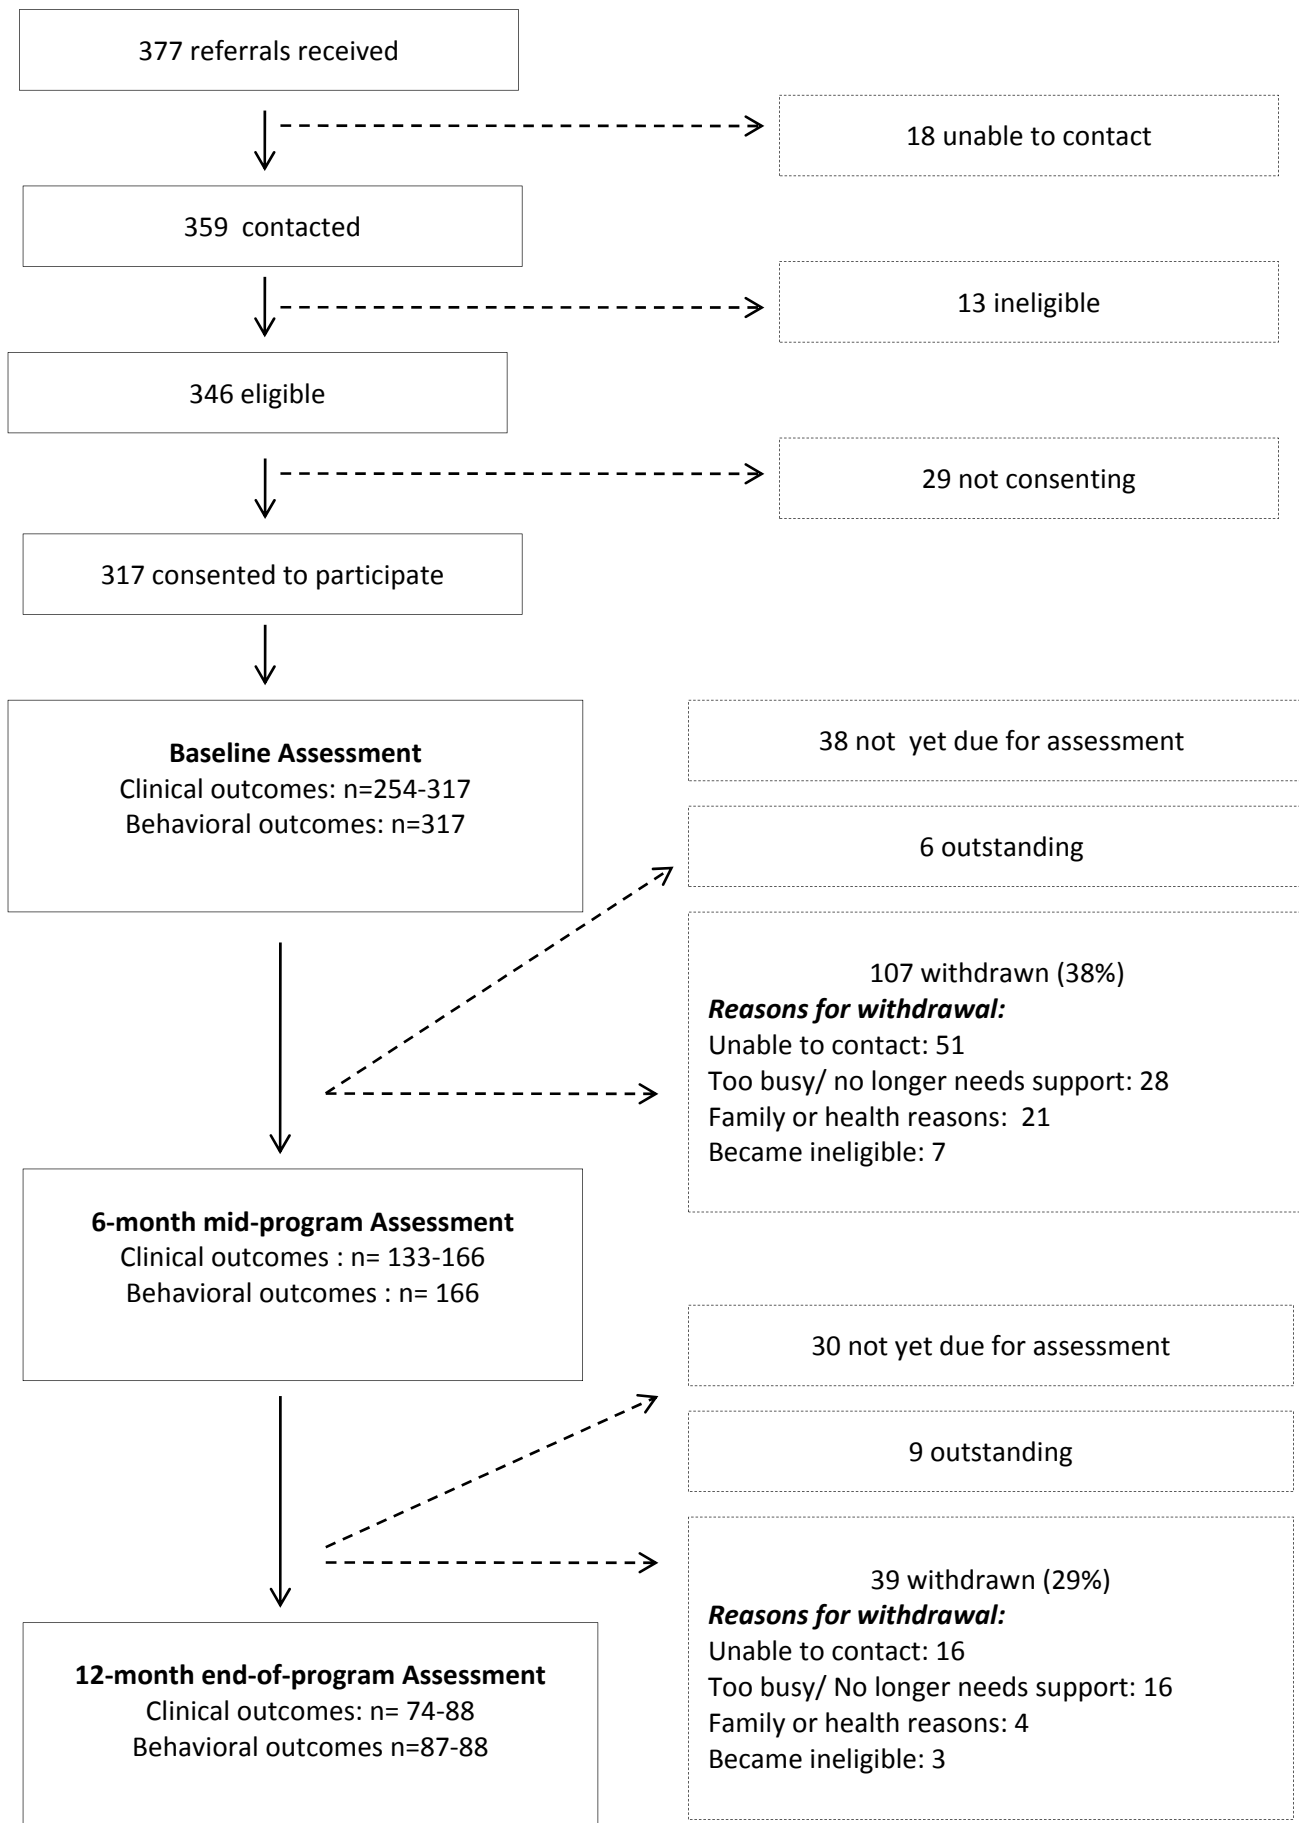 377 referrals received
18 unable to contact
359 contacted
13 ineligible
346 eligible
29 not consenting
317 consented to participate
Baseline Assessment
Clinical outcomes: n=254-317
Behavioral outcomes: n=317
38 not yet due for assessment
6 outstanding
107 withdrawn (38%)
Reasons for withdrawal:
Unable to contact: 51
Too busy/ no longer needs support: 28
Family or health reasons: 21
Became ineligible: 7
6-month mid-program Assessment
Clinical outcomes : n= 133-166
Behavioral outcomes : n= 166
30 not yet due for assessment
9 outstanding
39 withdrawn (29%)
Reasons for withdrawal:
Unable to contact: 16
Too busy/ No longer needs support: 16
Family or health reasons: 4
Became ineligible: 3
12-month end-of-program Assessment
Clinical outcomes: n= 74-88
Behavioral outcomes n=87-88